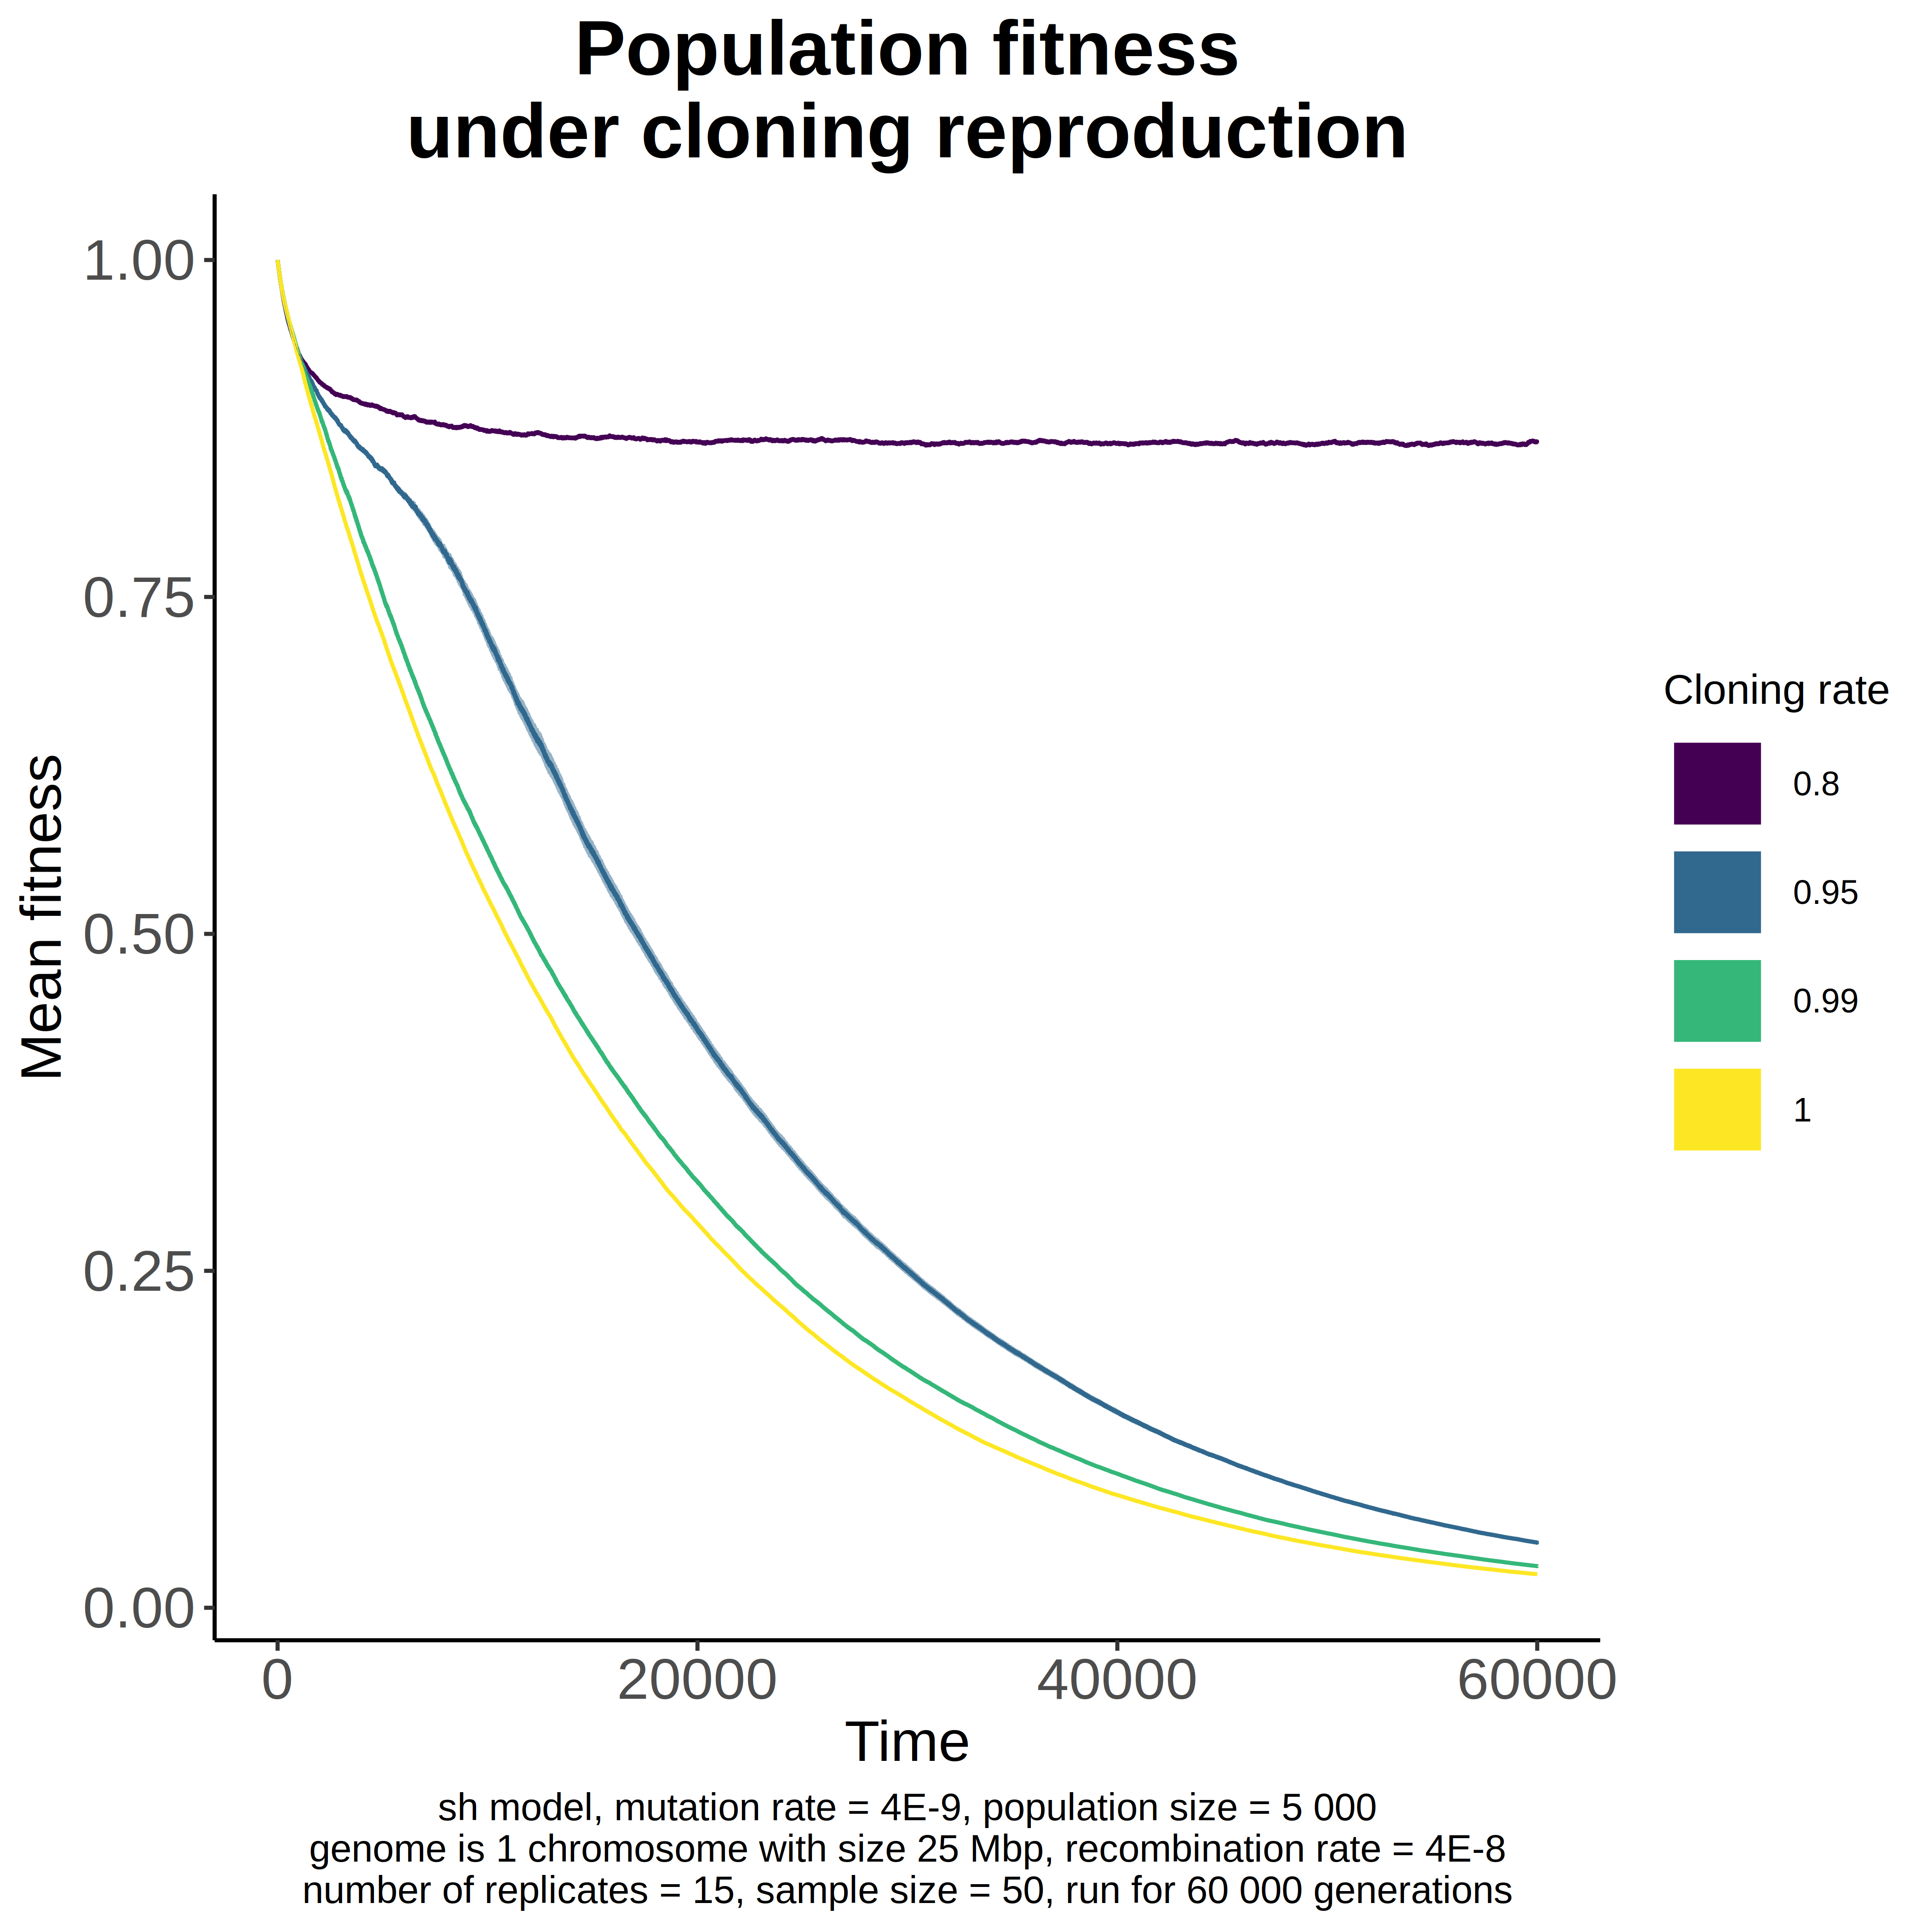 Population fitness
under cloning reproduction
1.00
0.75
0.50
0.25
0.00
Mean fitness
0
20000
40000
60000
Time
Cloning rate
0.8
0.95
0.99
1
sh model, mutation rate = 4E-9, population size = 5 000
genome is 1 chromosome with size 25 Mbp, recombination rate = 4E-8
number of replicates = 15, sample size = 50, run for 60 000 generations